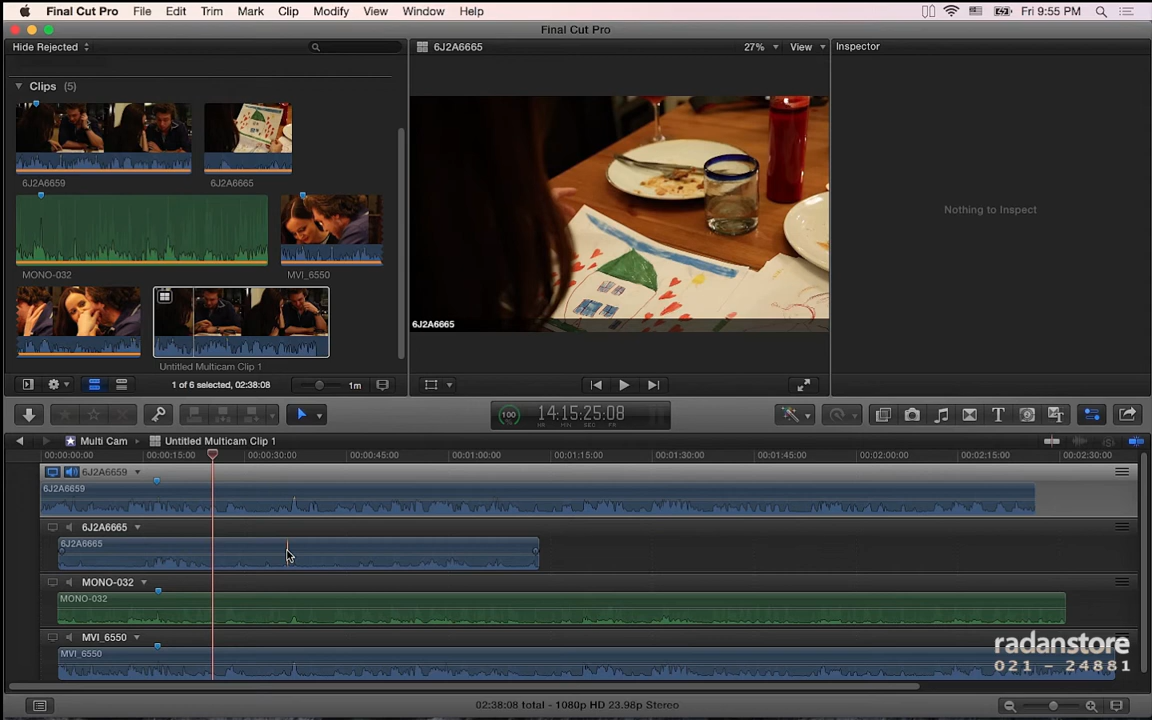 Final Cut Pro File Edit Trim Mark Clip Modify View Window Help Fri 9:55 PM
Final Cut Pro
Hide Rejected 6J2A6665 27% View Inspector
Clips (5)
6J2A6659 6J2A6665
MONO-032 MVI_6550
Untitled Multicam Clip 1
6J2A6665
Nothing to Inspect
1 of 6 selected, 02:38:08 1m
100 14:15:25:08
HR MIN SEC FR
Multi Cam Untitled Multicam Clip 1
00:00:00:00 00:00:15:00 00:00:30:00 00:00:45:00 00:01:00:00 00:01:15:00 00:01:30:00 00:01:45:00 00:02:00:00 00:02:15:00 00:02:30:00
6J2A6659
6J2A6659
6J2A6665
6J2A6665
MONO-032
MONO-032
MVI_6550
MVI_6550
radanstore
021 - 24881
02:38:08 total - 1080p HD 23.98p Stereo